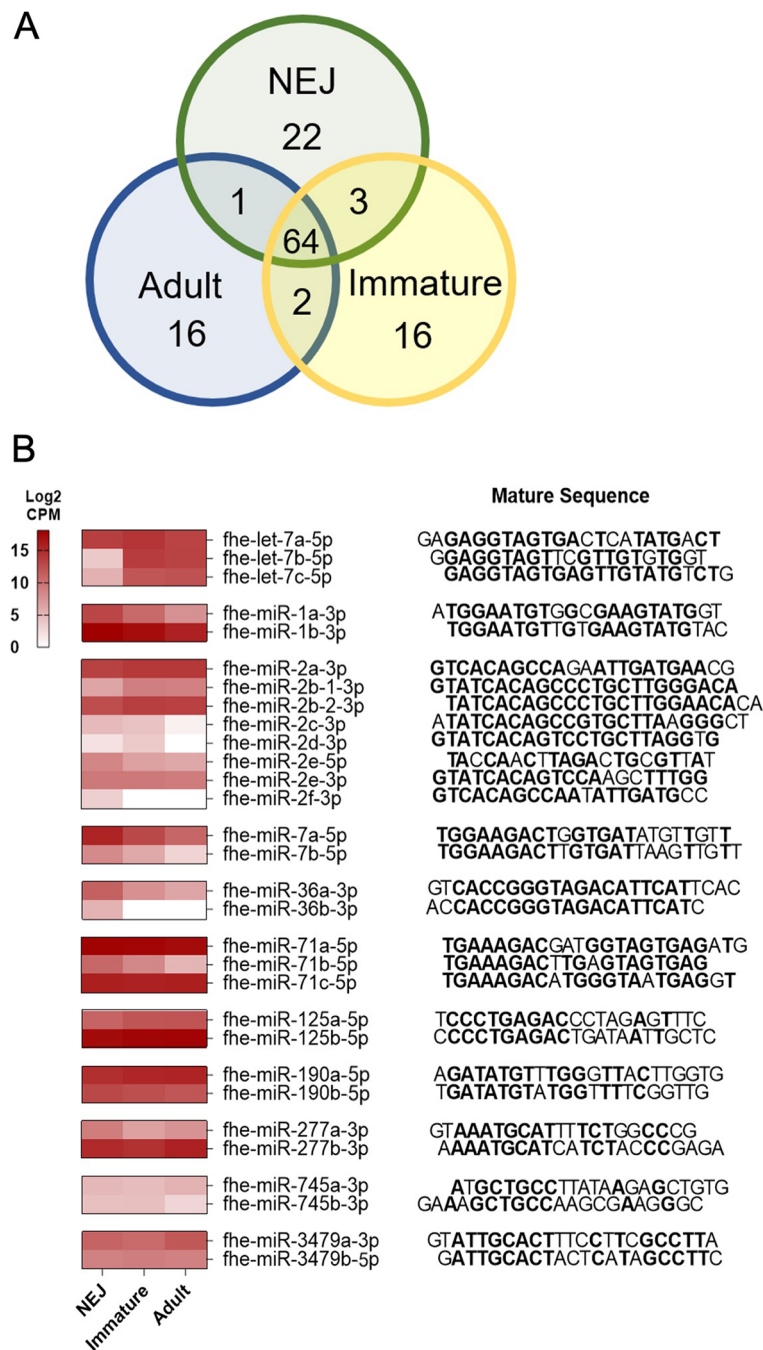 A
NEJ
22
1
3
64
Adult
Immature
2
16
16
B
Log2
CPM
Mature Sequence
15
10
5
0
fhe-let-7a-5p GAGAGGTAGTGACTCATATGACT
fhe-let-7b-5p GGAGGTAGTTCGTTGTGTGGT
fhe-let-7c-5p GAGGTAGTGAGTTGTATGTCTG
fhe-miR-1a-3p ATGGAATGTGGCGAAGTATGGT
fhe-miR-1b-3p TGGAATGTTGTGAAGTATGTAC
fhe-miR-2a-3p GTCACAGCCAGAATTGATGAACG
fhe-miR-2b-1-3p GTATCACAGCCCTGCTTGGGACA
fhe-miR-2b-2-3p TATCACAGCCCTGCTTGGAACACA
fhe-miR-2c-3p ATATCACAGCCGTGCTTAAGGGCT
fhe-miR-2d-3p GTATCACAGTCCTGCTTAGGTG
fhe-miR-2e-5p TACCAACTTAGACTGCGTTAT
fhe-miR-2e-3p GTATCACAGTCCAAGCTTTGG
fhe-miR-2f-3p GTCACAGCCAATATTGATGCC
fhe-miR-7a-5p TGGAAGACTGGTGATATGTTGTT
fhe-miR-7b-5p TGGAAGACTTGTGATTAAGTTGTT
fhe-miR-36a-3p GTCACCGGGTAGACATTCATTCAC
fhe-miR-36b-3p ACCACCGGGTAGACATTCATC
fhe-miR-71a-5p TGAAAGACGATGGTAGTGAGATG
fhe-miR-71b-5p TGAAAGACTTGAGTAGTGAG
fhe-miR-71c-5p TGAAAGACATGGGTAATGAGGT
fhe-miR-125a-5p TCCCTGAGACCCTAGAGTTTC
fhe-miR-125b-5p CCCCTGAGACTGATAATTGCTC
fhe-miR-190a-5p AGATATGTTTGGGTTACTTGGTG
fhe-miR-190b-5p TGATATGTATGGTTTTCGGTTG
fhe-miR-277a-3p GTAAATGCATTTTCTGGCCCG
fhe-miR-277b-3p AAAATGCATCATCTACCCGAGA
fhe-miR-745a-3p ATGCTGCCTTATAAGAGCTGTG
fhe-miR-745b-3p GAAAGCTGCCAAGCGAAGGGC
fhe-miR-3479a-3p GTATTGCACTTTCCTTCGCCTTA
fhe-miR-3479b-5p GATTGCACTACTCATAGCCTTC
NEJ
Immature
Adult